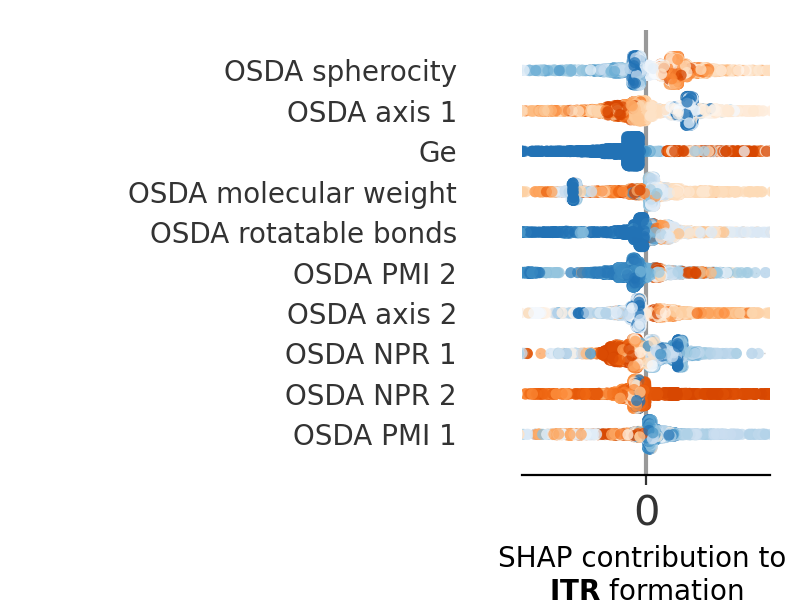 OSDA spherocity
OSDA axis 1
Ge
OSDA molecular weight
OSDA rotatable bonds
OSDA PMI 2
OSDA axis 2
OSDA NPR 1
OSDA NPR 2
OSDA PMI 1
0
SHAP contribution to
ITR formation